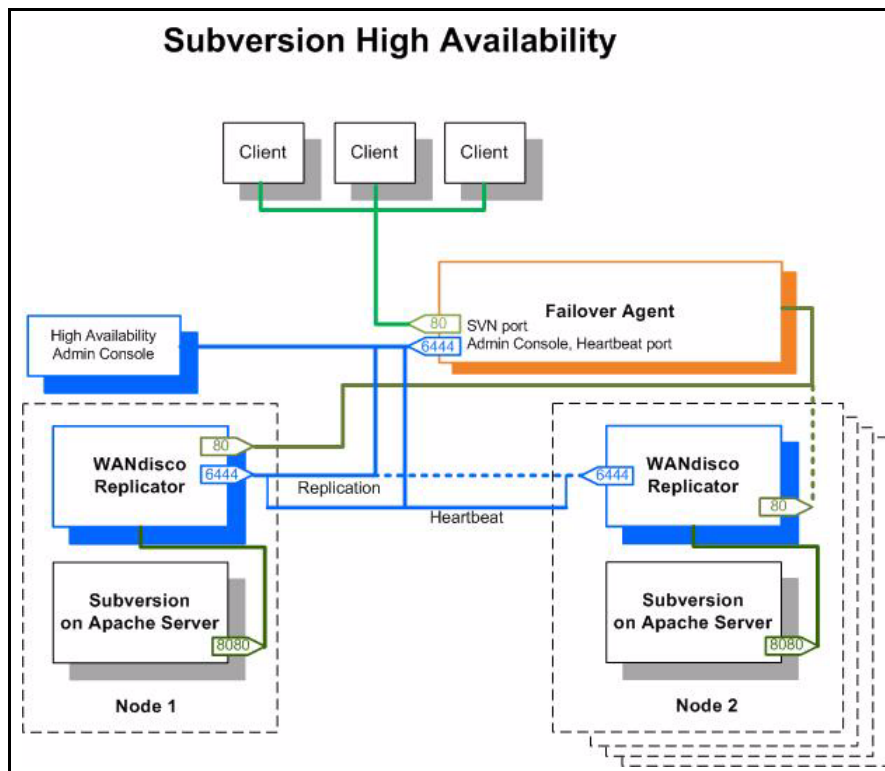 Subversion High Availability
Client
Client
Client
Failover Agent
80
SVN port
6444
Admin Console, Heartbeat port
High Availability
Admin Console
80
6444
WANdisco
Replicator
Replication
Heartbeat
6444
WANdisco
Replicator
80
Subversion
on Apache Server
8080
Node 1
Subversion
on Apache Server
8080
Node 2